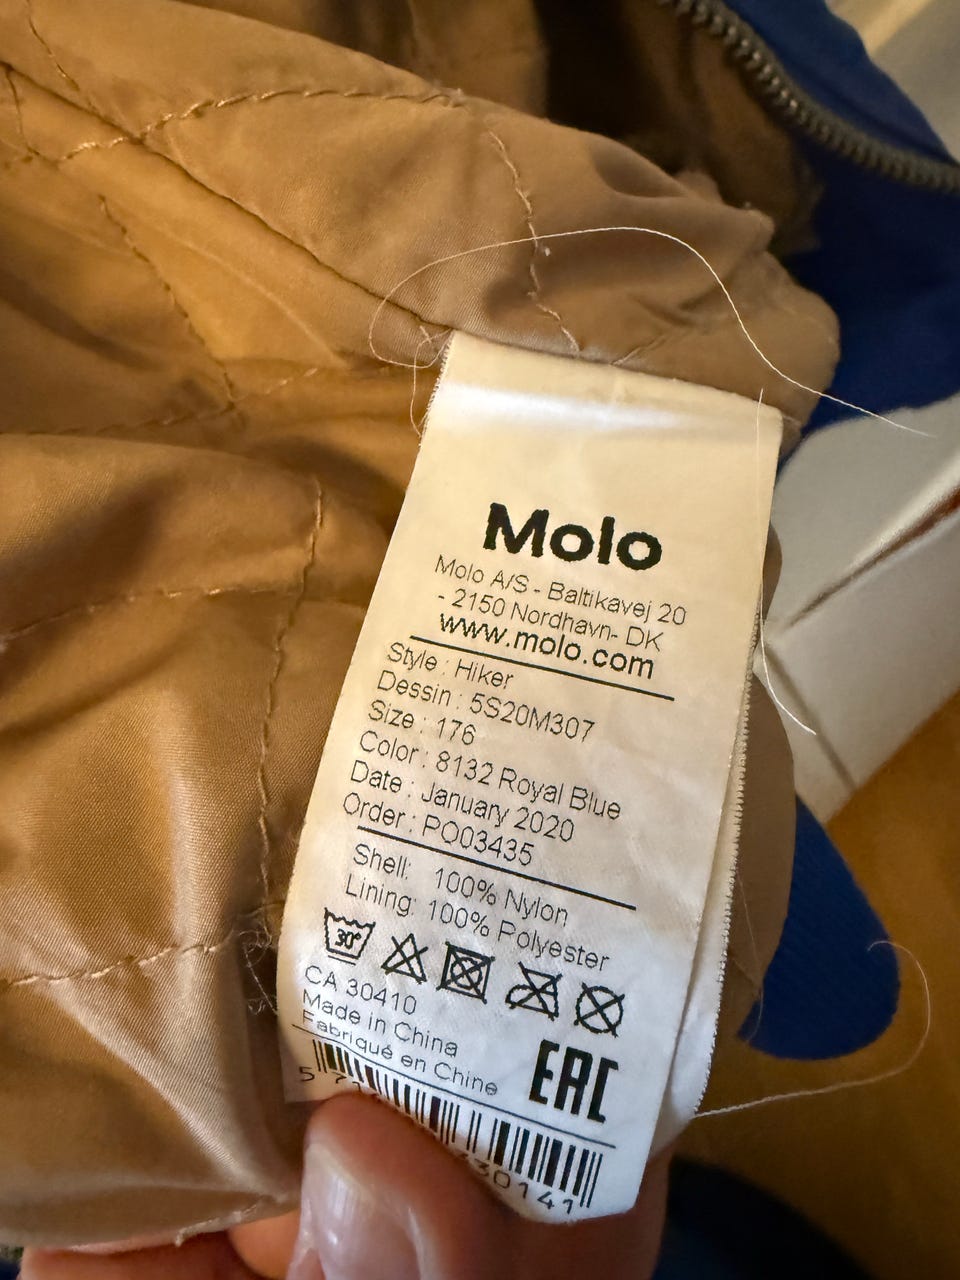 Molo
Molo A/S - Baltikavej 20
- 2150 Nordhavn- DK
www.molo.com
Style : Hiker
Dessin : 5S20M307
Size : 176
Color : 8132 Royal Blue
Date : January 2020
Order : PO03435
Shell: 100% Nylon
Lining: 100% Polyester
30°
CA 30410
Made in China
Fabriqué en Chine
EAC